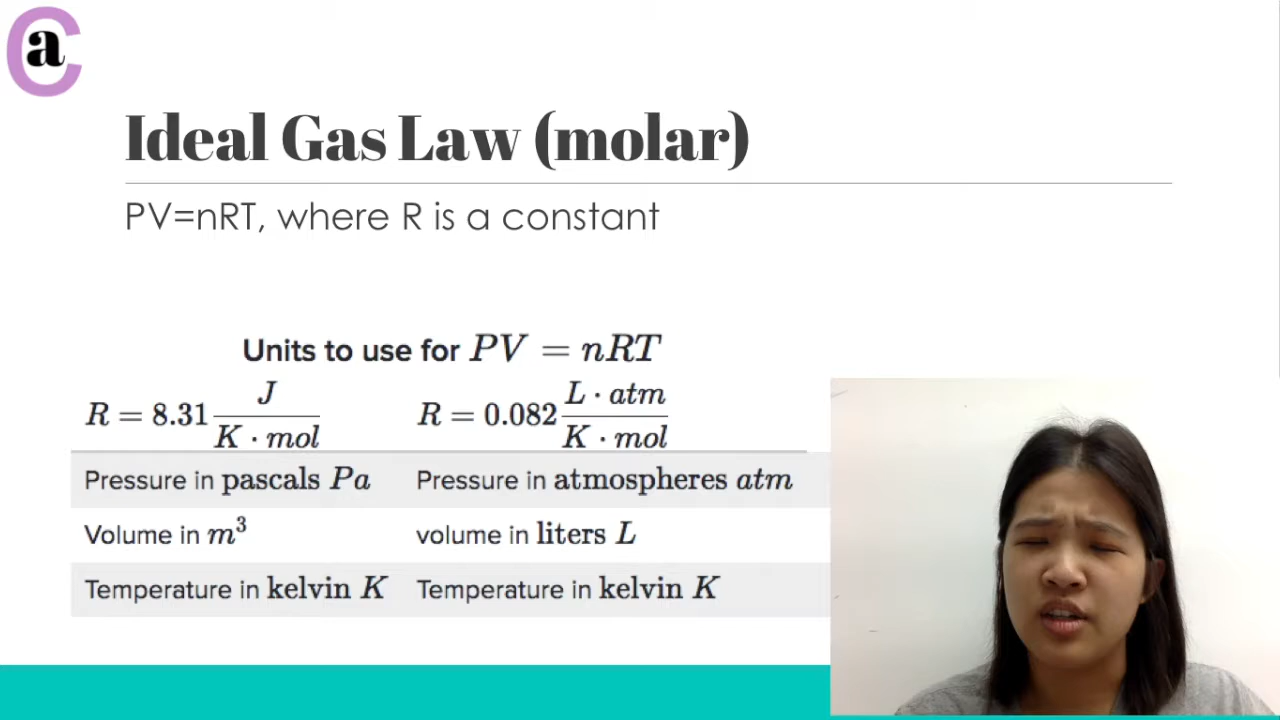 a
C
Ideal Gas Law (molar)
PV=nRT, where R is a constant
Units to use for PV = nRT
R = 8.31 J / K · mol    R = 0.082 L · atm / K · mol
Pressure in pascals Pa    Pressure in atmospheres atm
Volume in m³    volume in liters L
Temperature in kelvin K    Temperature in kelvin K